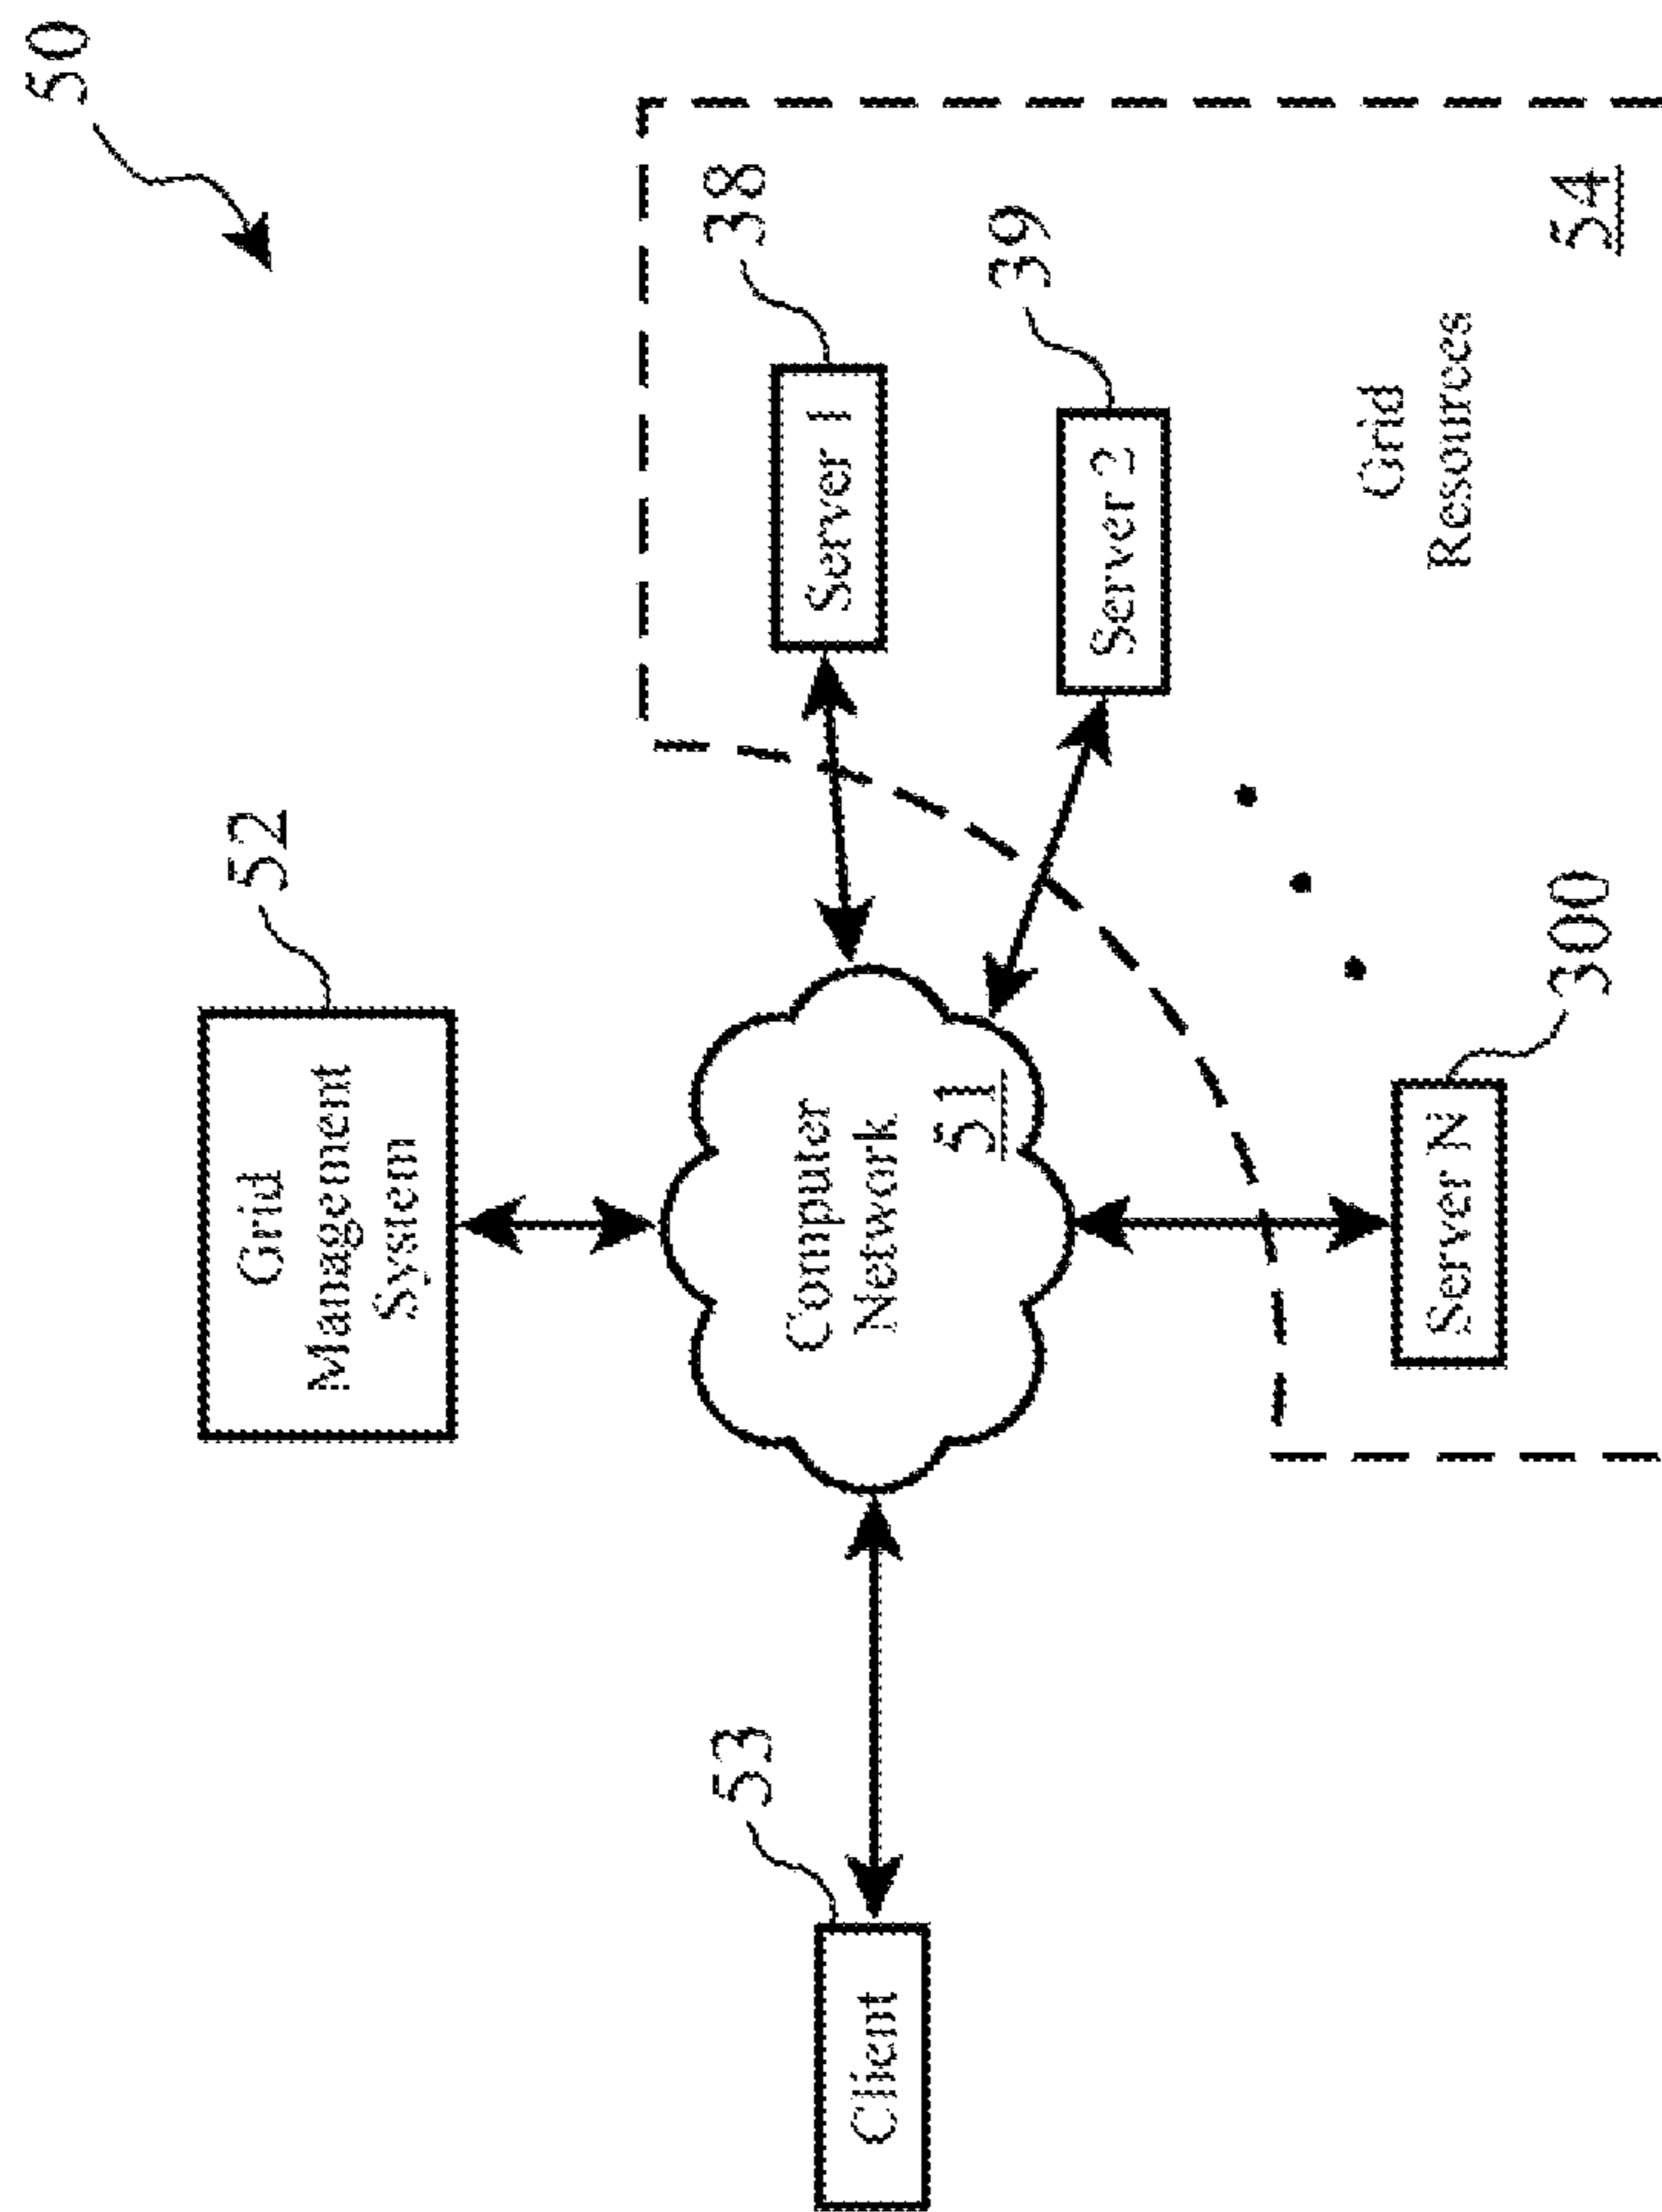 50
52
Grid
Management
System
53
Client
Computer
Network
51
38
Server 1
39
Server 2
300
Server N
Grid
Resources
54